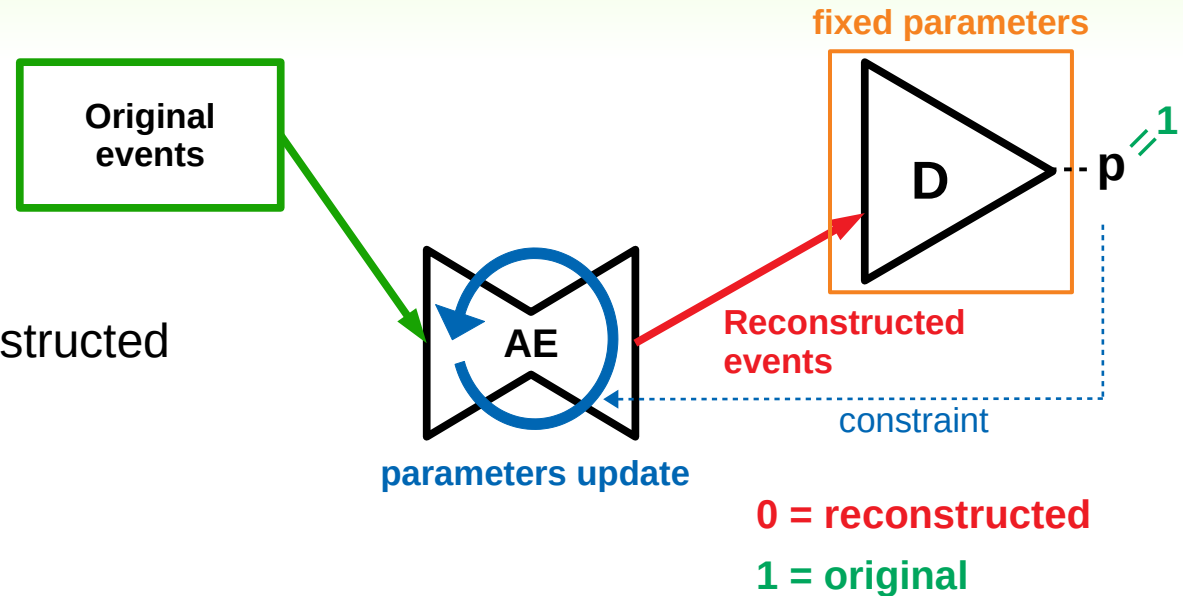 fixed parameters
Original
events
1
p
D
structed
AE
Reconstructed
events
constraint
parameters update
0 = reconstructed
1 = original